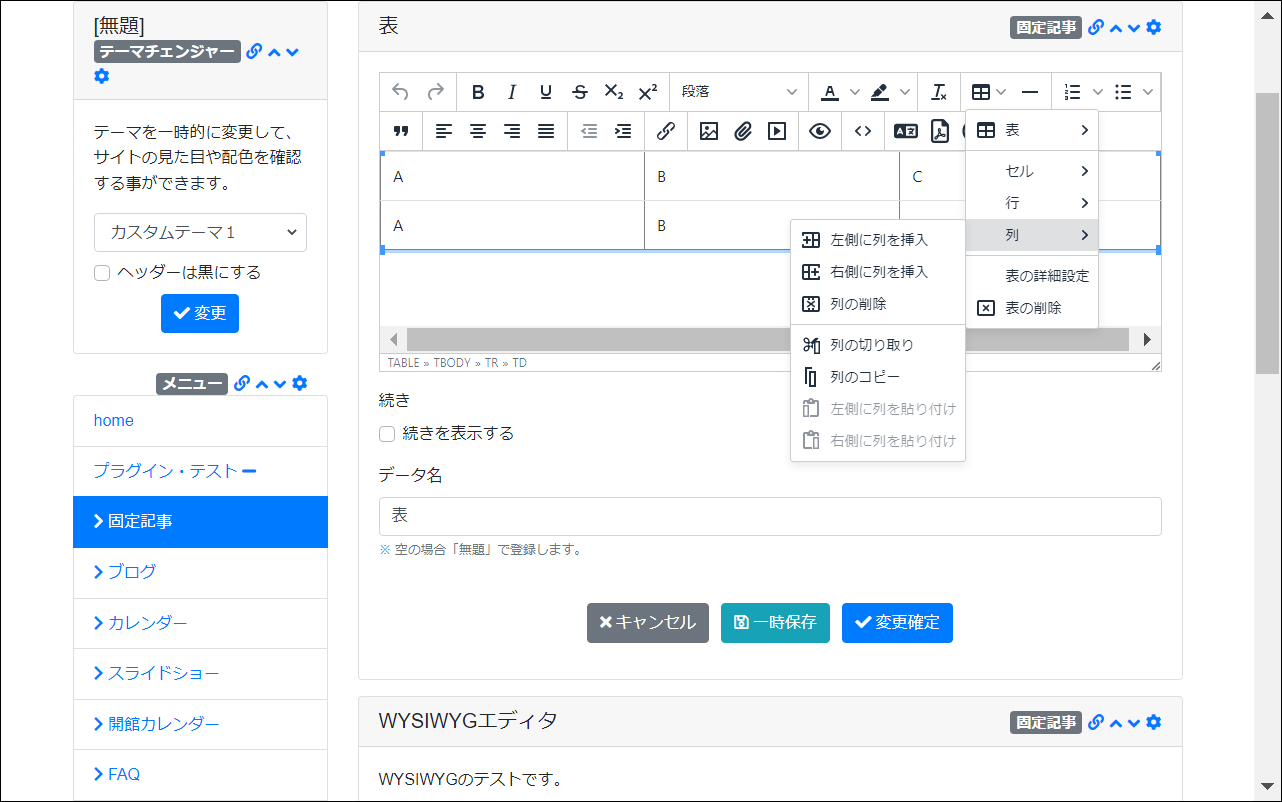 [無題]
テーマチェンジャー
テーマを一時的に変更して、
サイトの見た目や配色を確認
する事ができます。
カスタムテーマ１
ヘッダーは黒にする
変更
メニュー
home
プラグイン・テスト
固定記事
ブログ
カレンダー
スライドショー
開館カレンダー
FAQ
表
固定記事
B I U S X₂ X² 段落 A Tx
A B C
A B
TABLE » TBODY » TR » TD
表
セル
行
列
表の詳細設定
表の削除
左側に列を挿入
右側に列を挿入
列の削除
列の切り取り
列のコピー
左側に列を貼り付け
右側に列を貼り付け
続き
続きを表示する
データ名
表
※ 空の場合「無題」で登録します。
キャンセル
一時保存
変更確定
WYSIWYGエディタ
固定記事
WYSIWYGのテストです。